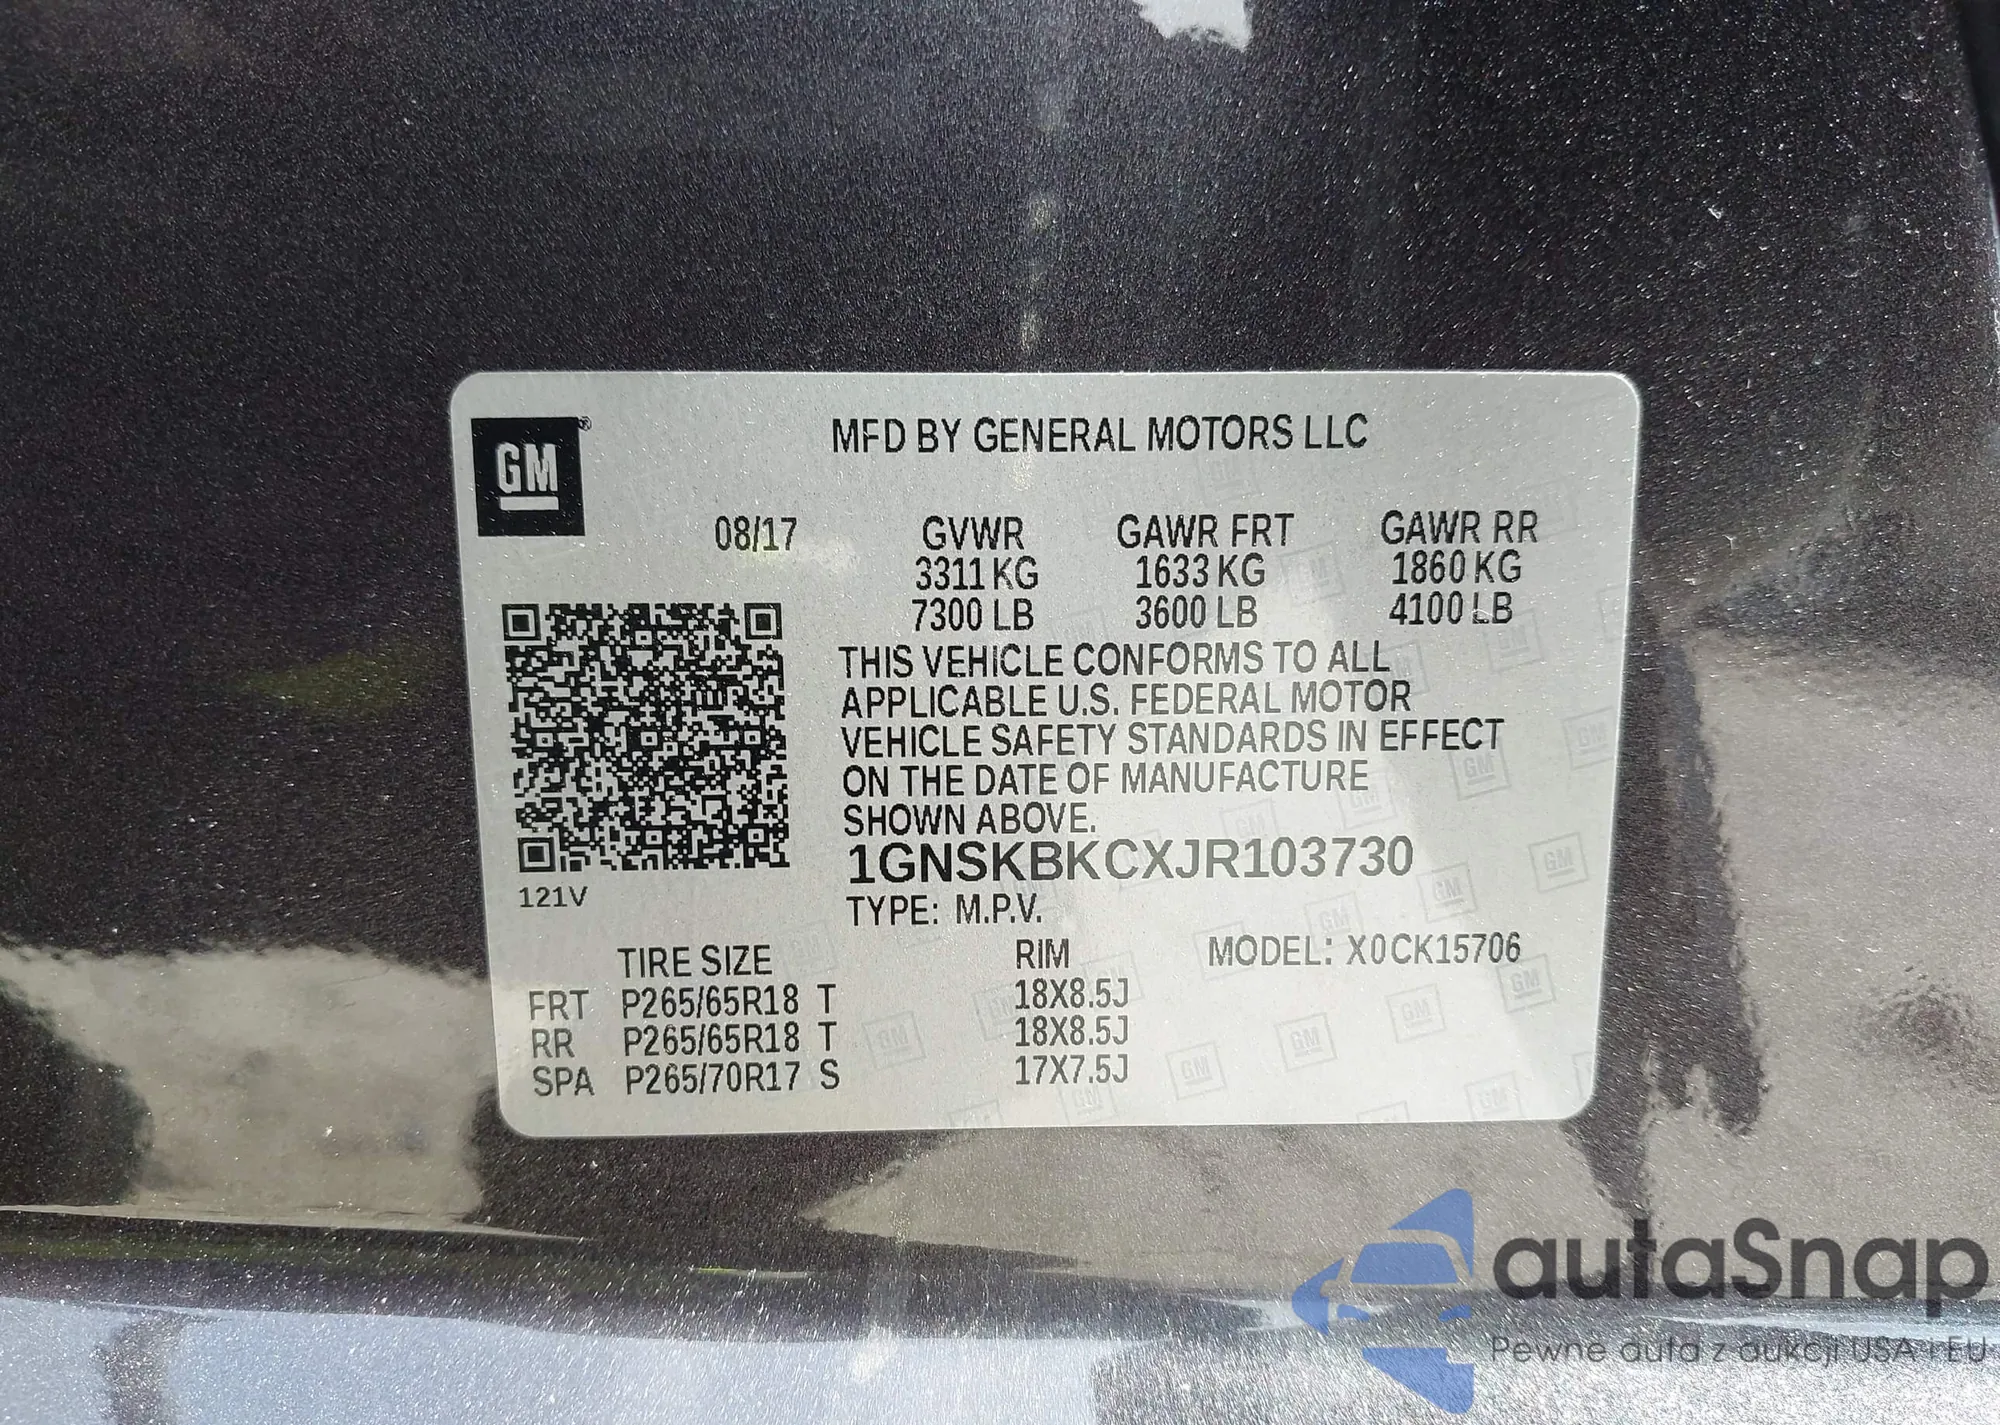 GM®
MFD BY GENERAL MOTORS LLC
08/17 GVWR GAWR FRT GAWR RR
3311 KG 1633 KG 1860 KG
7300 LB 3600 LB 4100 LB
THIS VEHICLE CONFORMS TO ALL
APPLICABLE U.S. FEDERAL MOTOR
VEHICLE SAFETY STANDARDS IN EFFECT
ON THE DATE OF MANUFACTURE
SHOWN ABOVE.
1GNSKBKCXJR103730
121V
TYPE: M.P.V.
TIRE SIZE RIM MODEL: X0CK15706
FRT P265/65R18 T 18X8.5J
RR P265/65R18 T 18X8.5J
SPA P265/70R17 S 17X7.5J
autaSnap
Pewne auta z aukcji USA i EU